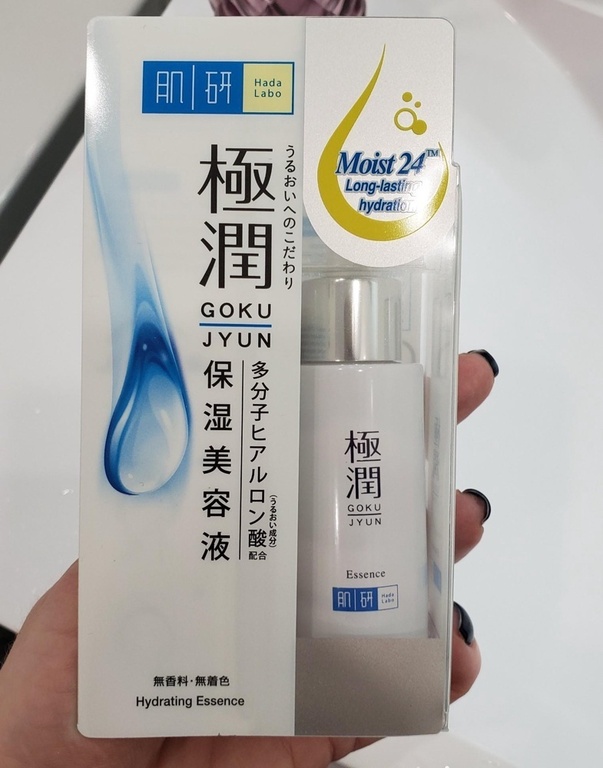 肌研
Hada
Labo
うるおいへのこだわり
極潤
GOKU
JYUN
保湿美容液
多分子ヒアルロン酸
(うるおい成分)
配合
無香料・無着色
Hydrating Essence
Moist 24™
Long-lasting
hydration
極潤
GOKU
JYUN
Essence
肌研
Hada
Labo